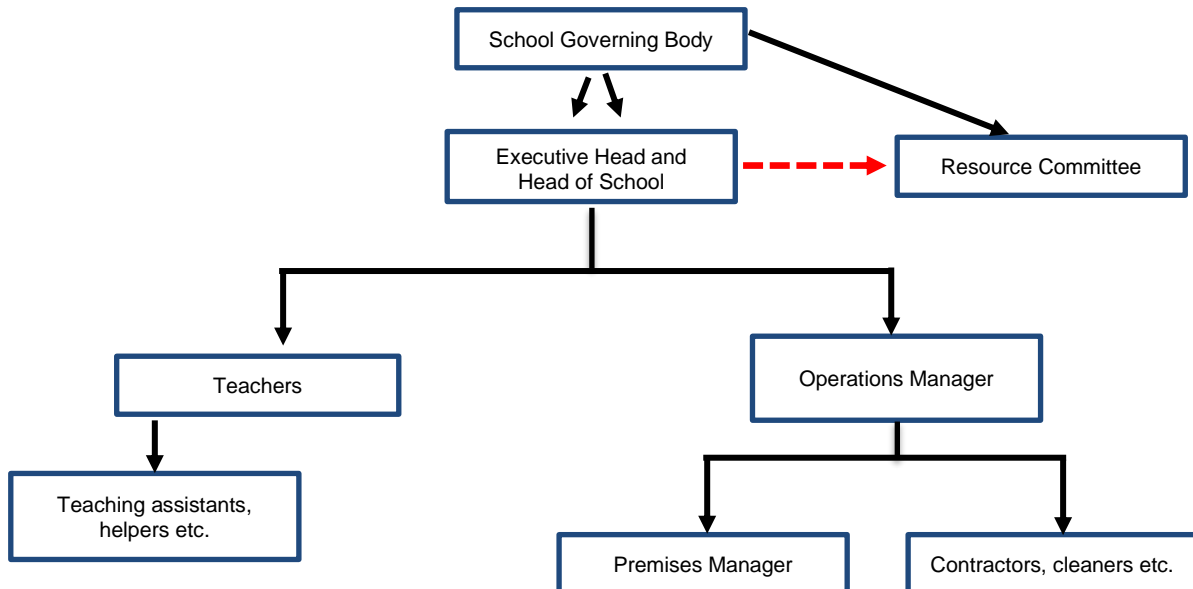 School Governing Body
Executive Head and
Head of School
Resource Committee
Teachers
Operations Manager
Teaching assistants,
helpers etc.
Premises Manager
Contractors, cleaners etc.